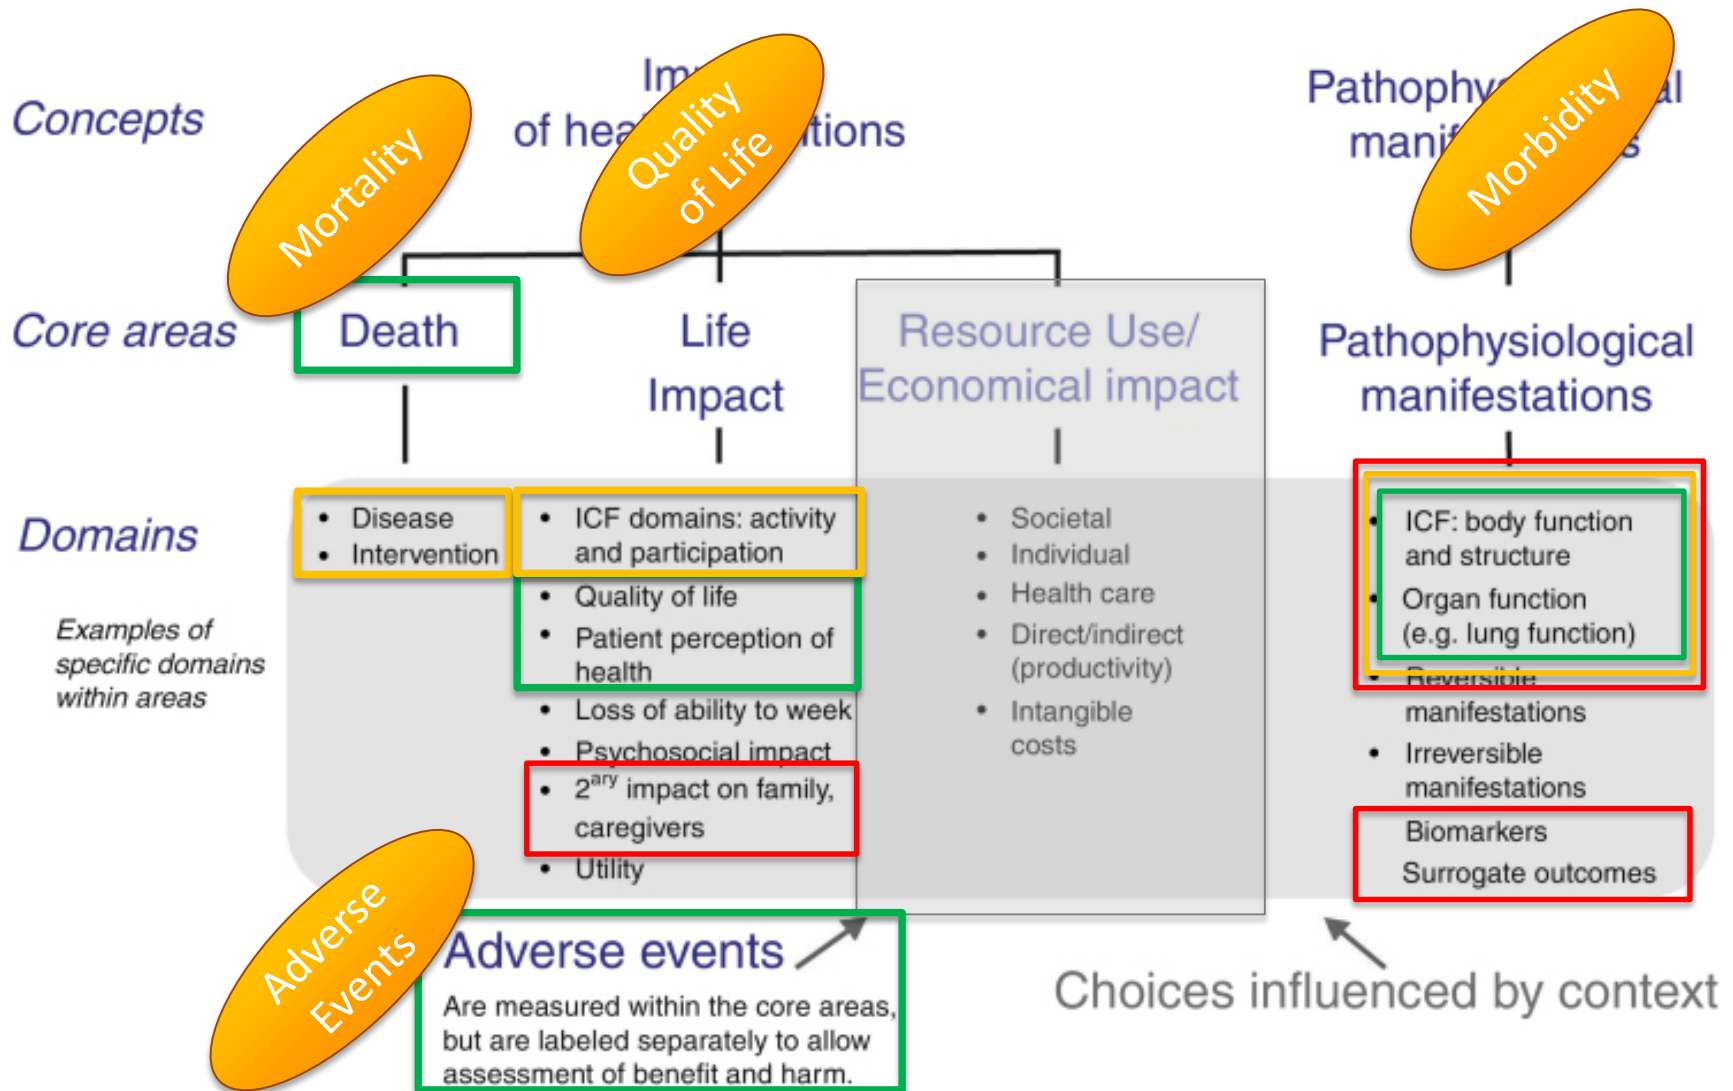 Concepts
Mortality
of hea
itions
Quality
of Life
Pathophy
al
mani
s
Morbidity
Core areas
Death
Life
Impact
Resource Use/
Economical impact
Pathophysiological
manifestations
Domains
Examples of
specific domains
within areas
• Disease
• Intervention
• ICF domains: activity
and participation
• Quality of life
• Patient perception of
health
• Loss of ability to week
• Psychosocial impact
• 2ary impact on family,
caregivers
• Utility
• Societal
• Individual
• Health care
• Direct/indirect
(productivity)
• Intangible
costs
• ICF: body function
and structure
• Organ function
(e.g. lung function)
• Reversible
manifestations
• Irreversible
manifestations
Biomarkers
Surrogate outcomes
Adverse
Events
Adverse events
Are measured within the core areas,
but are labeled separately to allow
assessment of benefit and harm.
Choices influenced by context